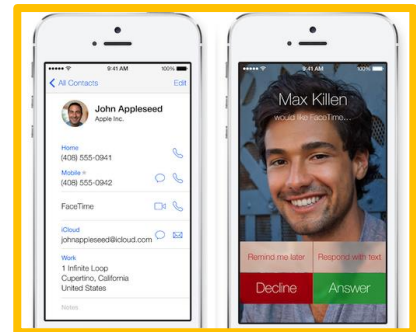 9:41 AM 100%
All Contacts Edit
John Appleseed
Apple Inc.
Home
(408) 555-0941
Mobile
(408) 555-0942
FaceTime
iCloud
johnappleseed@icloud.com
Work
1 Infinite Loop
Cupertino, California
United States
Notes
9:41 AM 100%
Max Killen
would like FaceTime...
Remind me later Respond with text
Decline Answer